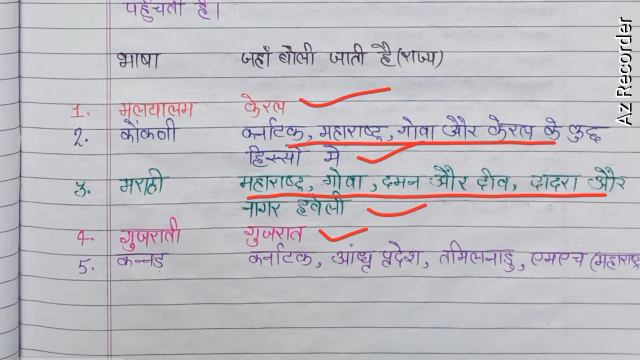 पहुँचती है।
भाषा जहाँ बोली जाती है (राज्य)
1. मलयालम केरल
2. कोंकणी कर्नाटक, महाराष्ट्र, गोवा और केरल के कुछ
हिस्सों में
3. मराठी महाराष्ट्र, गोवा, दमन और दीव, दादरा और
नागर हवेली
4. गुजराती गुजरात
5. कन्नड़ कर्नाटक, आंध्र प्रदेश, तमिलनाडु, एमएच (महाराष्ट्र
Az Recorder